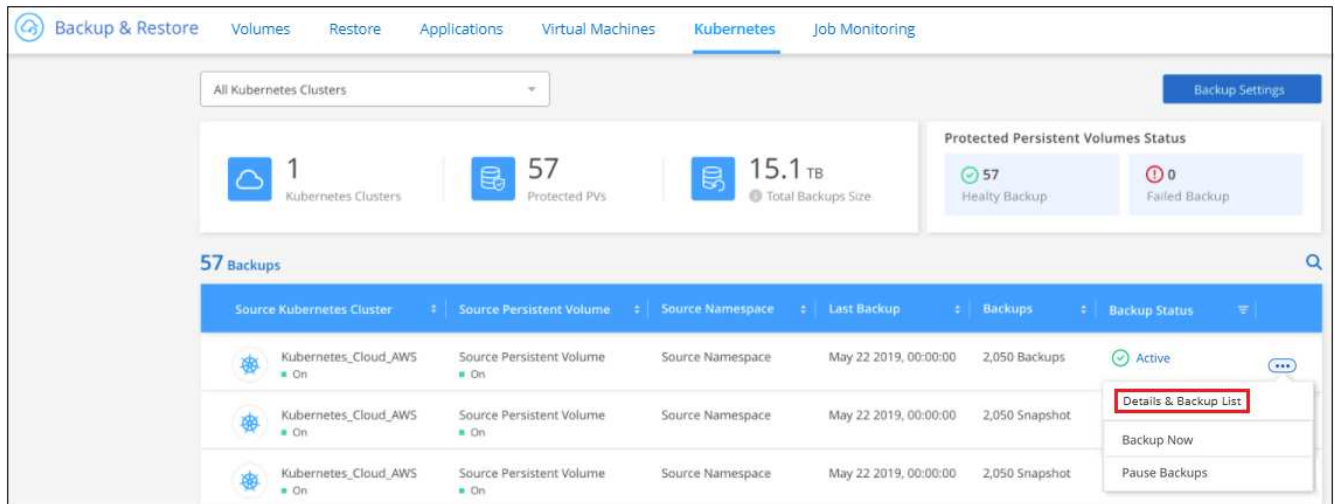 Backup & Restore Volumes Restore Applications Virtual Machines Kubernetes Job Monitoring
All Kubernetes Clusters
Backup Settings
1
Kubernetes Clusters
57
Protected PVs
15.1 TB
Total Backups Size
Protected Persistent Volumes Status
57
Healty Backup
0
Failed Backup
57 Backups
Source Kubernetes Cluster Source Persistent Volume Source Namespace Last Backup Backups Backup Status
Kubernetes_Cloud_AWS Source Persistent Volume Source Namespace May 22 2019, 00:00:00 2,050 Backups Active
On On
Details & Backup List
Kubernetes_Cloud_AWS Source Persistent Volume Source Namespace May 22 2019, 00:00:00 2,050 Snapshot
On On
Backup Now
Kubernetes_Cloud_AWS Source Persistent Volume Source Namespace May 22 2019, 00:00:00 2,050 Snapshot
Pause Backups
On On